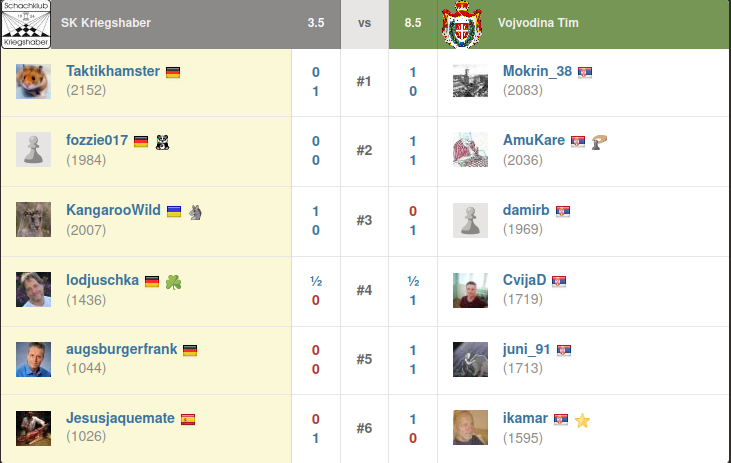 Schachklub
Kriegshaber
SK Kriegshaber 3.5 vs 8.5 Vojvodina Tim
Taktikhamster 0 1 Mokrin_38
(2152) 1 #1 0 (2083)
fozzie017 0 1 AmuKare
(1984) 0 #2 1 (2036)
KangarooWild 1 0 damirb
(2007) 0 #3 1 (1969)
lodjuschka ½ ½ CvijaD
(1436) 0 #4 1 (1719)
augsburgerfrank 0 1 juni_91
(1044) 0 #5 1 (1713)
Jesusjaquemate 0 1 ikamar
(1026) 1 #6 0 (1595)